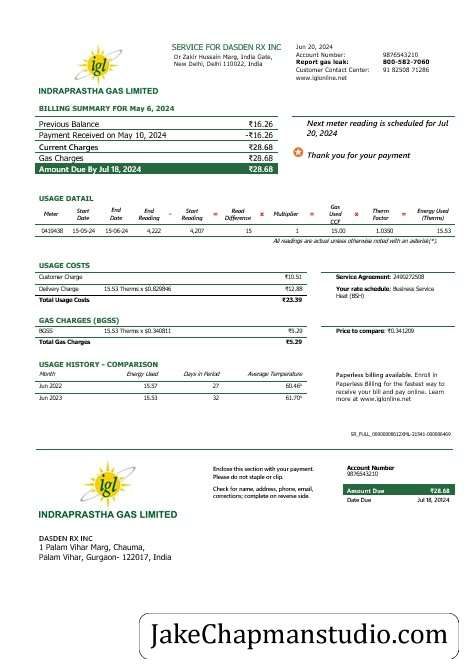 igl
INDRAPRASTHA GAS LIMITED
SERVICE FOR DASDEN RX INC
Dr Zakir Hussain Marg, India Gate,
New Delhi, Delhi 110022, India
Jun 20, 2024
Account Number: 9876543210
Report gas leak: 800-582-7060
Customer Contact Center: 91 82508 71286
www.iglonline.net
BILLING SUMMARY FOR May 6, 2024
Previous Balance ₹16.26
Payment Received on May 10, 2024 -₹16.26
Current Charges ₹28.68
Gas Charges ₹28.68
Amount Due By Jul 18, 2024 ₹28.68
Next meter reading is scheduled for Jul
20, 2024
Thank you for your payment
USAGE DATAIL
Meter Start Date End Date End Reading - Start Reading = Read Difference x Multiplier = Gas Used CCF x Therm Factor = Energy Used (Therms)
0419438 15-05-24 15-06-24 4,222 4,207 15 1 15.00 1.0350 15.53
All readings are actual unless otherwise noted with an asterisk(*).
USAGE COSTS
Customer Charge ₹10.51
Delivery Charge 15.53 Therms x $0.829846 ₹12.88
Total Usage Costs ₹23.39
Service Agreement: 2490272508
Your rate schedule: Business Service
Heat (BSH)
GAS CHARGES (BGSS)
BGSS 15.53 Therms x $0.340811 ₹5.29
Total Gas Charges ₹5.29
Price to compare: ₹0.341299
USAGE HISTORY - COMPARISON
Month Energy Used Days in Period Average Temperature
Jun 2022 15.57 27 60.46°
Jun 2023 15.53 32 61.70°
Paperless billing available. Enroll in
Paperless Billing for the fastest way to
receive your bill and pay online. Learn
more at www.iglonline.net
igl
INDRAPRASTHA GAS LIMITED
Enclose this section with your payment.
Please do not staple or clip.
Check for name, address, phone, email,
corrections; complete on reverse side.
Account Number
9876543210
Amount Due ₹28.68
Date Due Jul 18, 20124
DASDEN RX INC
1 Palam Vihar Marg, Chauma,
Palam Vihar, Gurgaon- 122017, India
JakeChapmanstudio.com